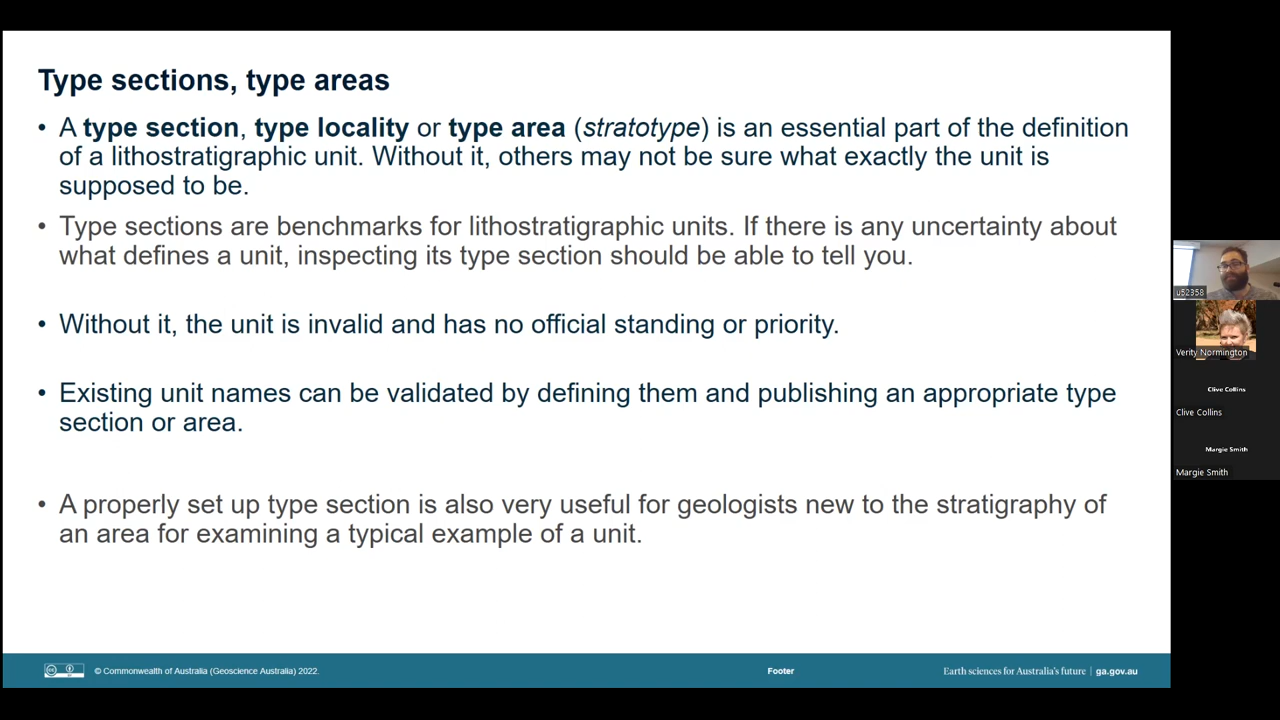 Type sections, type areas
• A type section, type locality or type area (stratotype) is an essential part of the definition
of a lithostratigraphic unit. Without it, others may not be sure what exactly the unit is
supposed to be.
• Type sections are benchmarks for lithostratigraphic units. If there is any uncertainty about
what defines a unit, inspecting its type section should be able to tell you.
• Without it, the unit is invalid and has no official standing or priority.
• Existing unit names can be validated by defining them and publishing an appropriate type
section or area.
• A properly set up type section is also very useful for geologists new to the stratigraphy of
an area for examining a typical example of a unit.
© Commonwealth of Australia (Geoscience Australia) 2022.
Footer
Earth sciences for Australia's future | ga.gov.au
u52358
Verity Normington
Clive Collins
Clive Collins
Margie Smith
Margie Smith